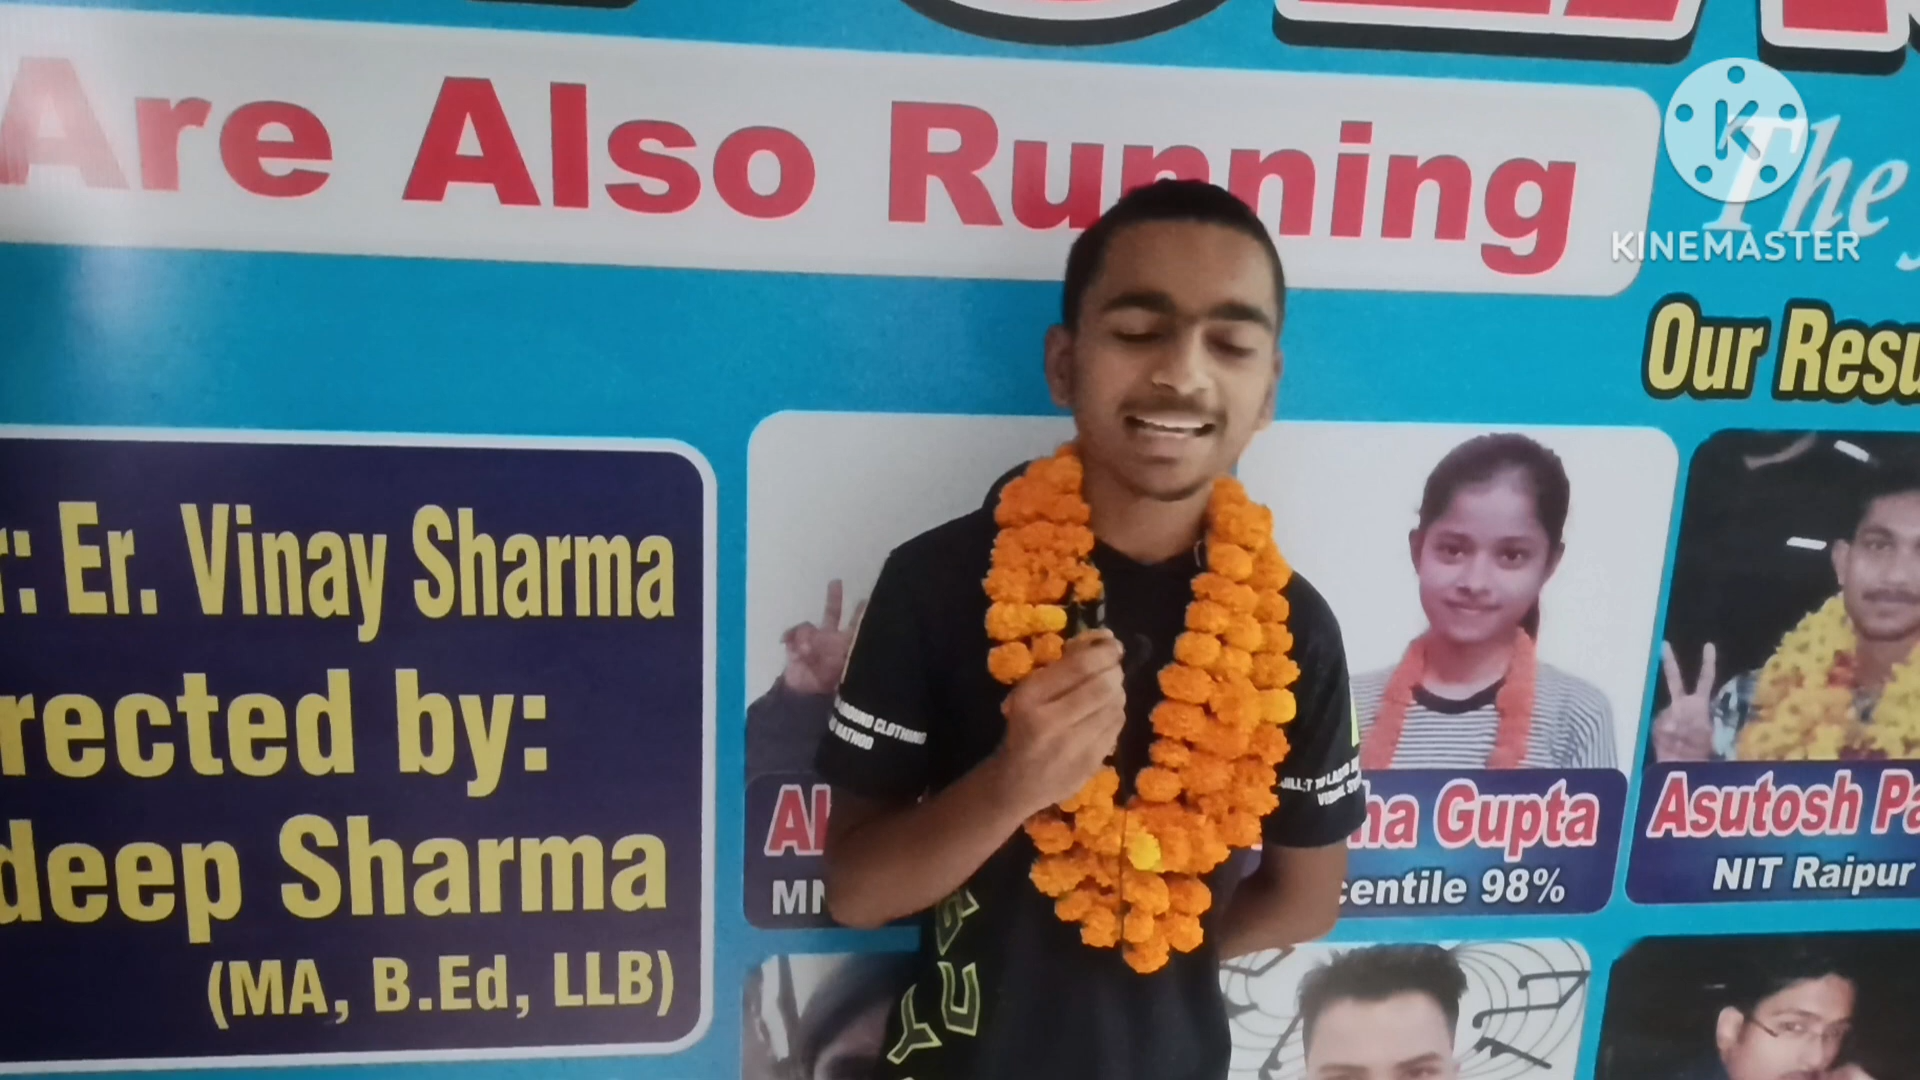 Are Also Running
The
KINEMASTER
Our Resu
r: Er. Vinay Sharma
rected by:
deep Sharma
(MA, B.Ed, LLB)
ha Gupta
centile 98%
Asutosh Pa
NIT Raipur